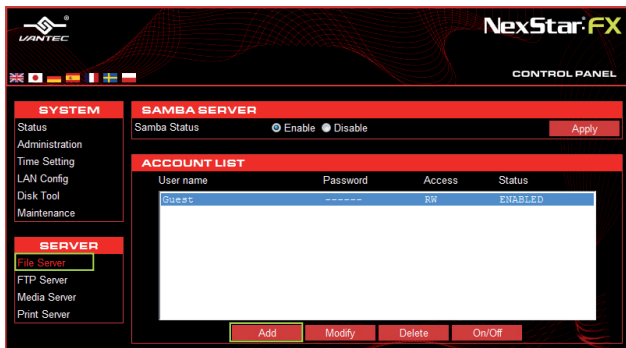 VANTEC
NexStar FX
CONTROL PANEL
SYSTEM
Status
Administration
Time Setting
LAN Config
Disk Tool
Maintenance
SERVER
File Server
FTP Server
Media Server
Print Server
SAMBA SERVER
Samba Status Enable Disable Apply
ACCOUNT LIST
User name Password Access Status
Guest ------ RW ENABLED
Add Modify Delete On/Off